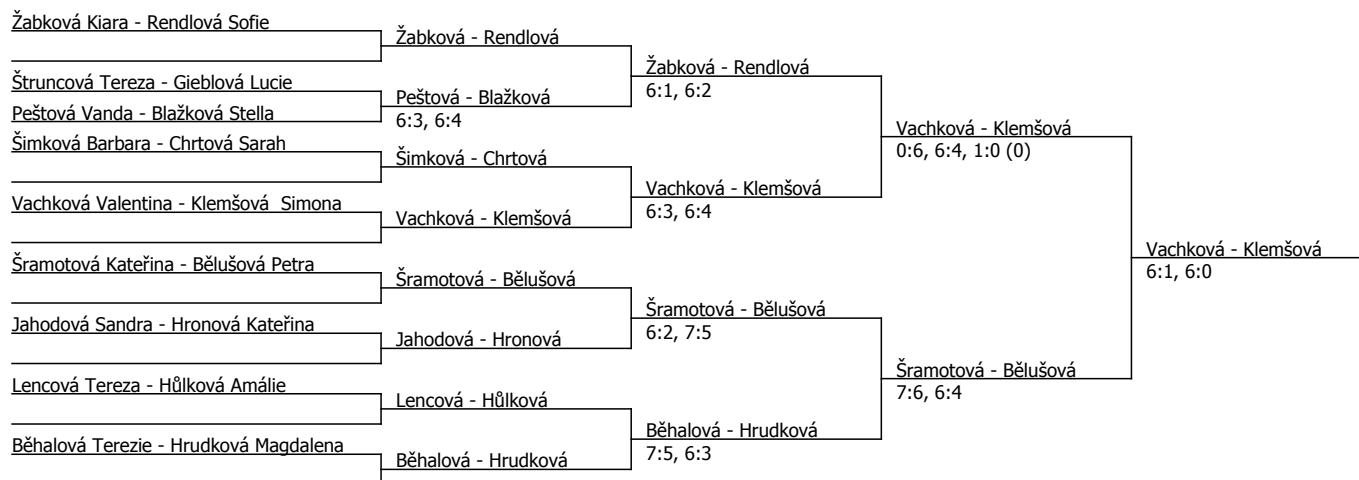 Žabková Kiara - Rendlová Sofie
Žabková - Rendlová
Žabková - Rendlová
6:1, 6:2
Štruncová Tereza - Gieblová Lucie
Peštová - Blažková
6:3, 6:4
Peštová Vanda - Blažková Stella
Vachková - Klemšová
0:6, 6:4, 1:0 (0)
Šimková Barbara - Chrtová Sarah
Šimková - Chrtová
Vachková - Klemšová
6:3, 6:4
Vachková Valentina - Klemšová  Simona
Vachková - Klemšová
Vachková - Klemšová
6:1, 6:0
Šramotová Kateřina - Bělušová Petra
Šramotová - Bělušová
Šramotová - Bělušová
6:2, 7:5
Jahodová Sandra - Hronová Kateřina
Jahodová - Hronová
Šramotová - Bělušová
7:6, 6:4
Lencová Tereza - Hůlková Amálie
Lencová - Hůlková
Běhalová - Hrudková
7:5, 6:3
Běhalová Terezie - Hrudková Magdalena
Běhalová - Hrudková